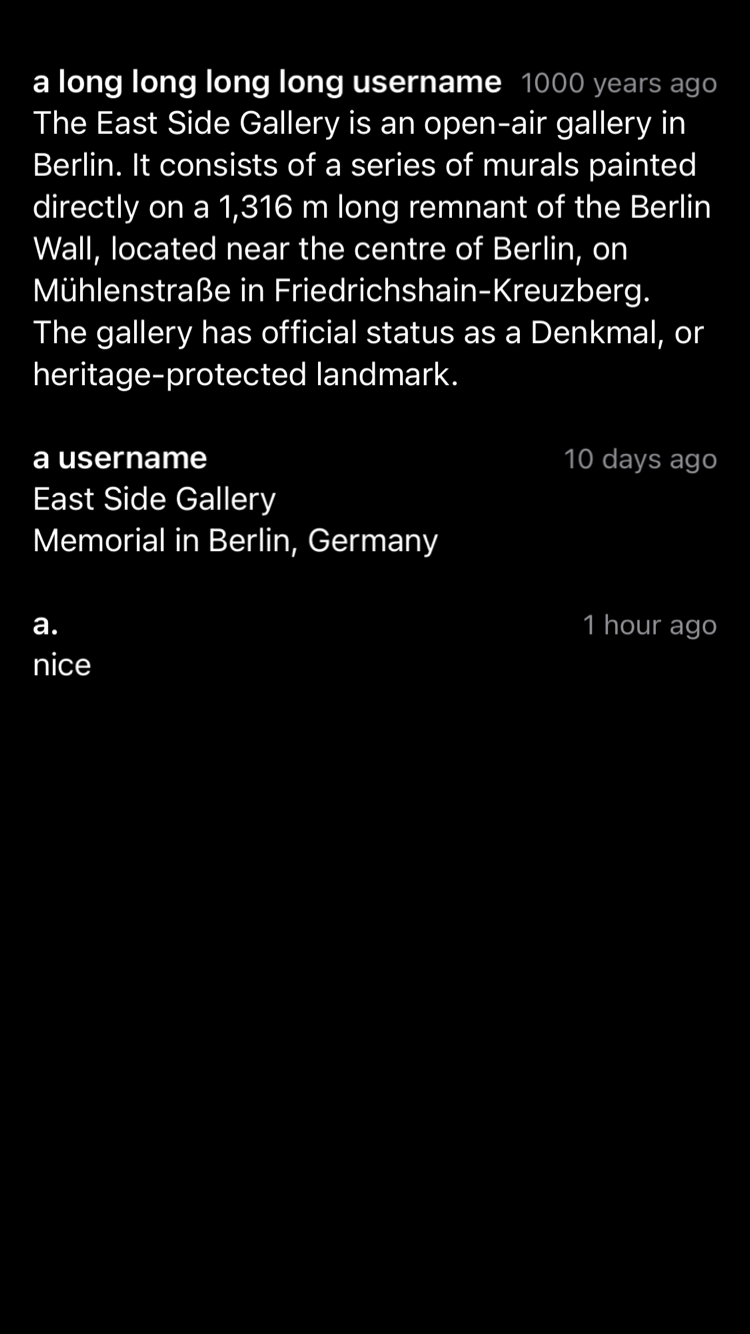 a long long long long username 1000 years ago
The East Side Gallery is an open-air gallery in
Berlin. It consists of a series of murals painted
directly on a 1,316 m long remnant of the Berlin
Wall, located near the centre of Berlin, on
Mühlenstraße in Friedrichshain-Kreuzberg.
The gallery has official status as a Denkmal, or
heritage-protected landmark.
a username 10 days ago
East Side Gallery
Memorial in Berlin, Germany
a. 1 hour ago
nice